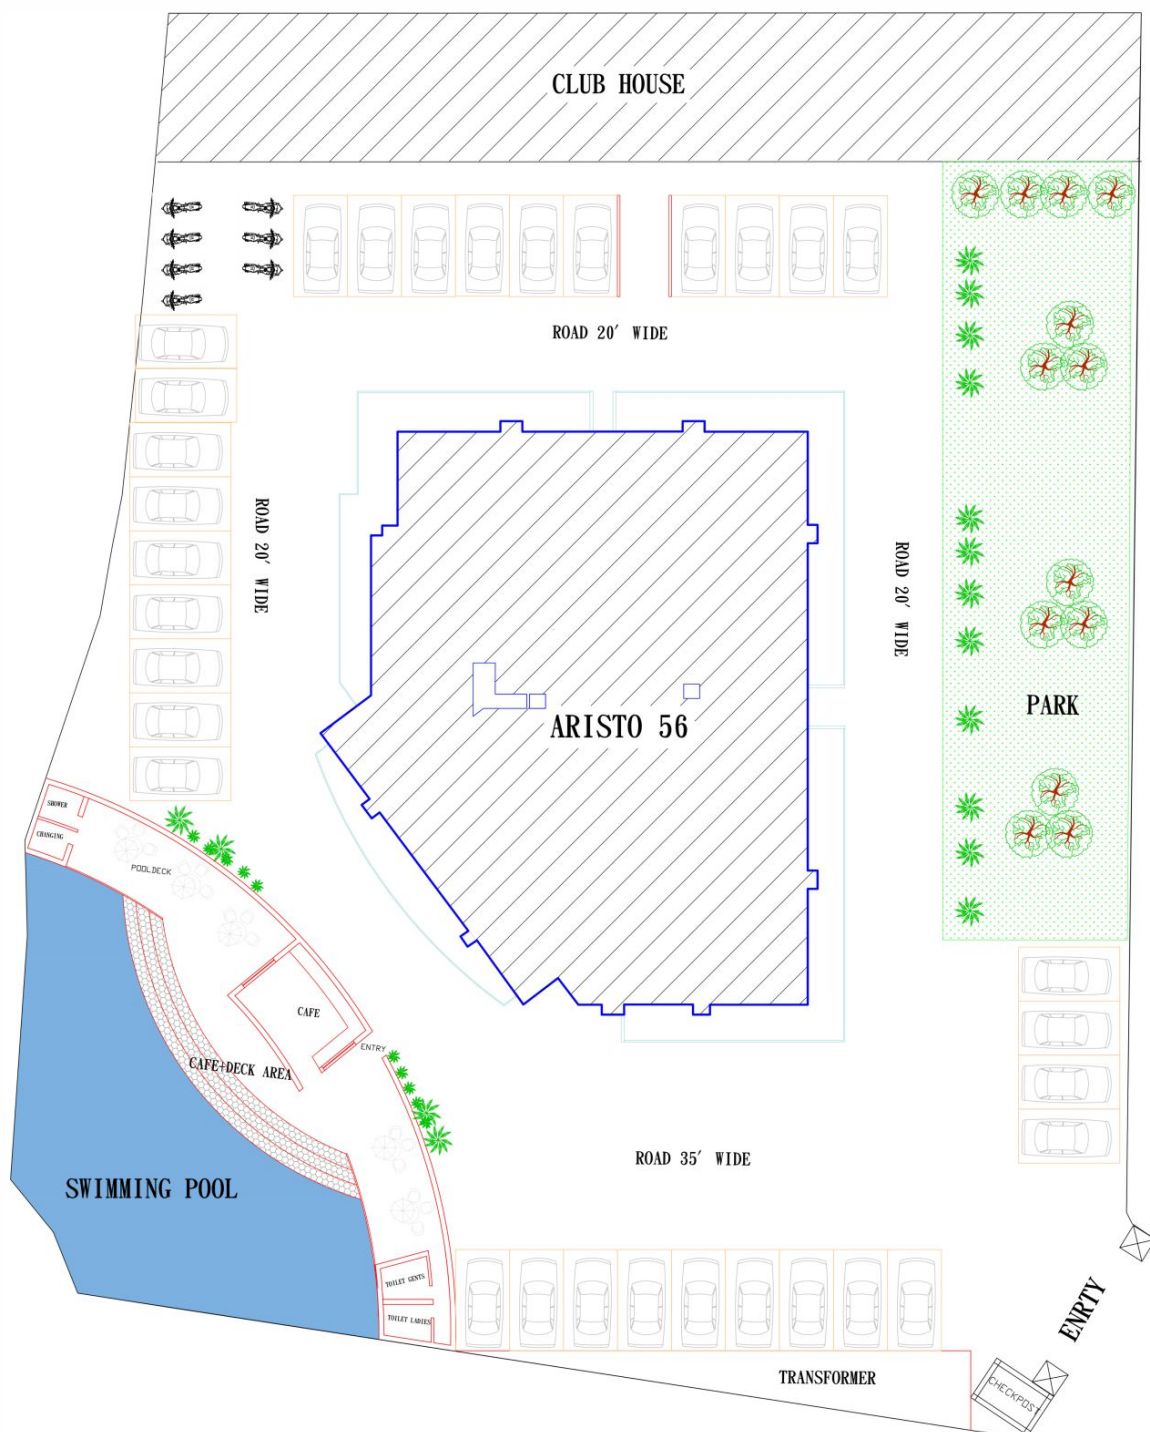 CLUB HOUSE
ROAD 20' WIDE
ROAD 20' WIDE
ROAD 20' WIDE
PARK
ARISTO 56
SHOWER
CHANGING
POOLDECK
CAFE
ENTRY
CAFE+DECK AREA
ROAD 35' WIDE
SWIMMING POOL
TOILET GENTS
TOILET LADIES
ENRTY
TRANSFORMER
CHECKPOST